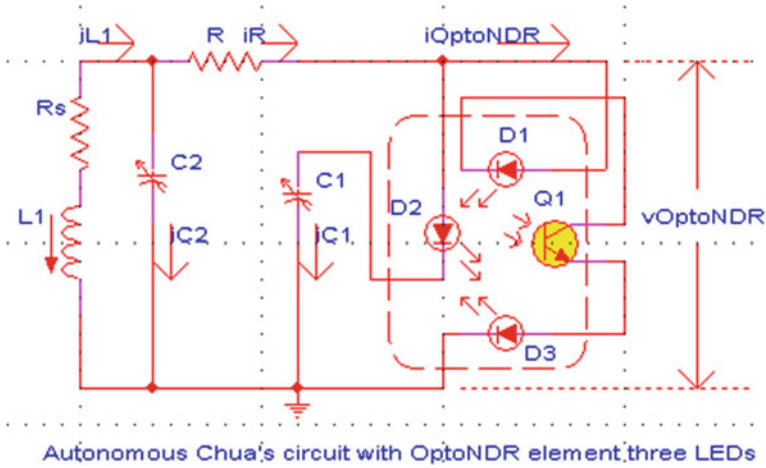 iL1
R
iR
iOptoNDR
Rs
D1
C2
C1
Q1
L1
D2
vOptoNDR
iC2
iC1
D3
Autonomous Chua's circuit with OptoNDR element,three LEDs